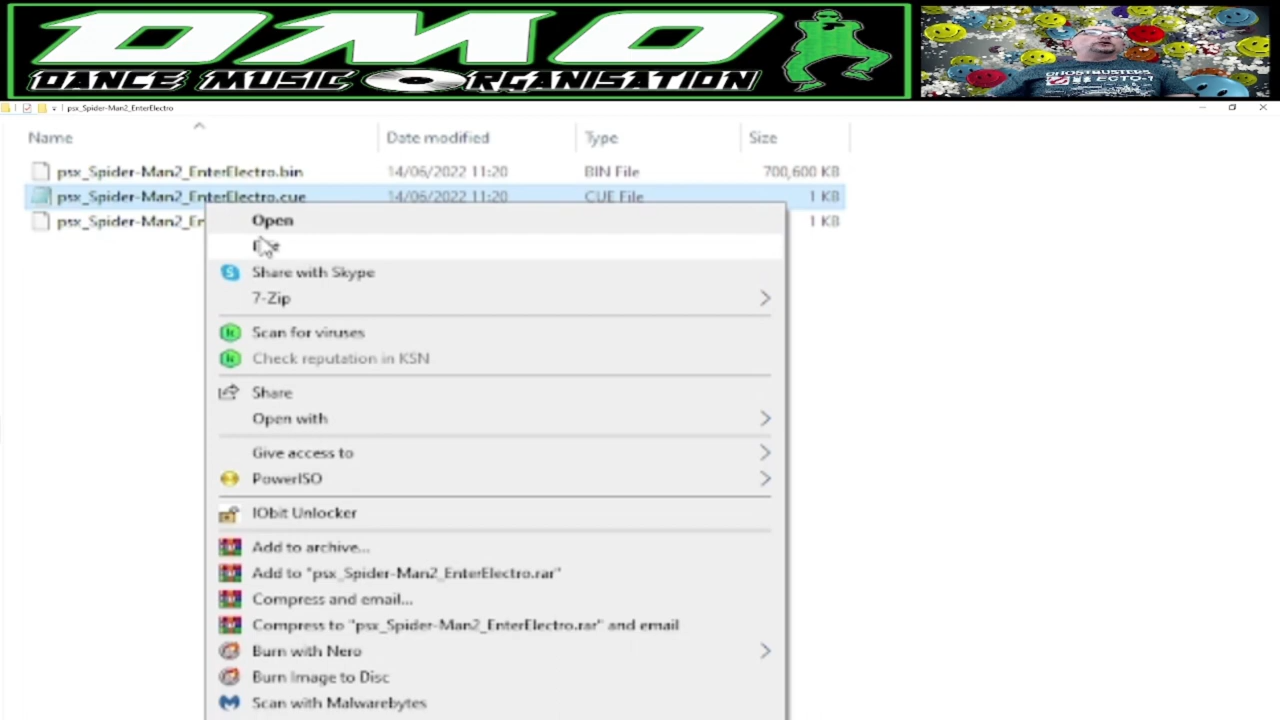 DMO
DANCE MUSIC ORGANISATION
GHOSTBUSTERS
ECTO-1
psx_Spider-Man2_EnterElectro
Name Date modified Type Size
psx_Spider-Man2_EnterElectro.bin 14/06/2022 11:20 BIN File 700,600 KB
psx_Spider-Man2_EnterElectro.cue 14/06/2022 11:20 CUE File 1 KB
psx_Spider-Man2_En 1 KB
Open
Share with Skype
7-Zip
Scan for viruses
Check reputation in KSN
Share
Open with
Give access to
PowerISO
IObit Unlocker
Add to archive...
Add to "psx_Spider-Man2_EnterElectro.rar"
Compress and email...
Compress to "psx_Spider-Man2_EnterElectro.rar" and email
Burn with Nero
Burn Image to Disc
Scan with Malwarebytes